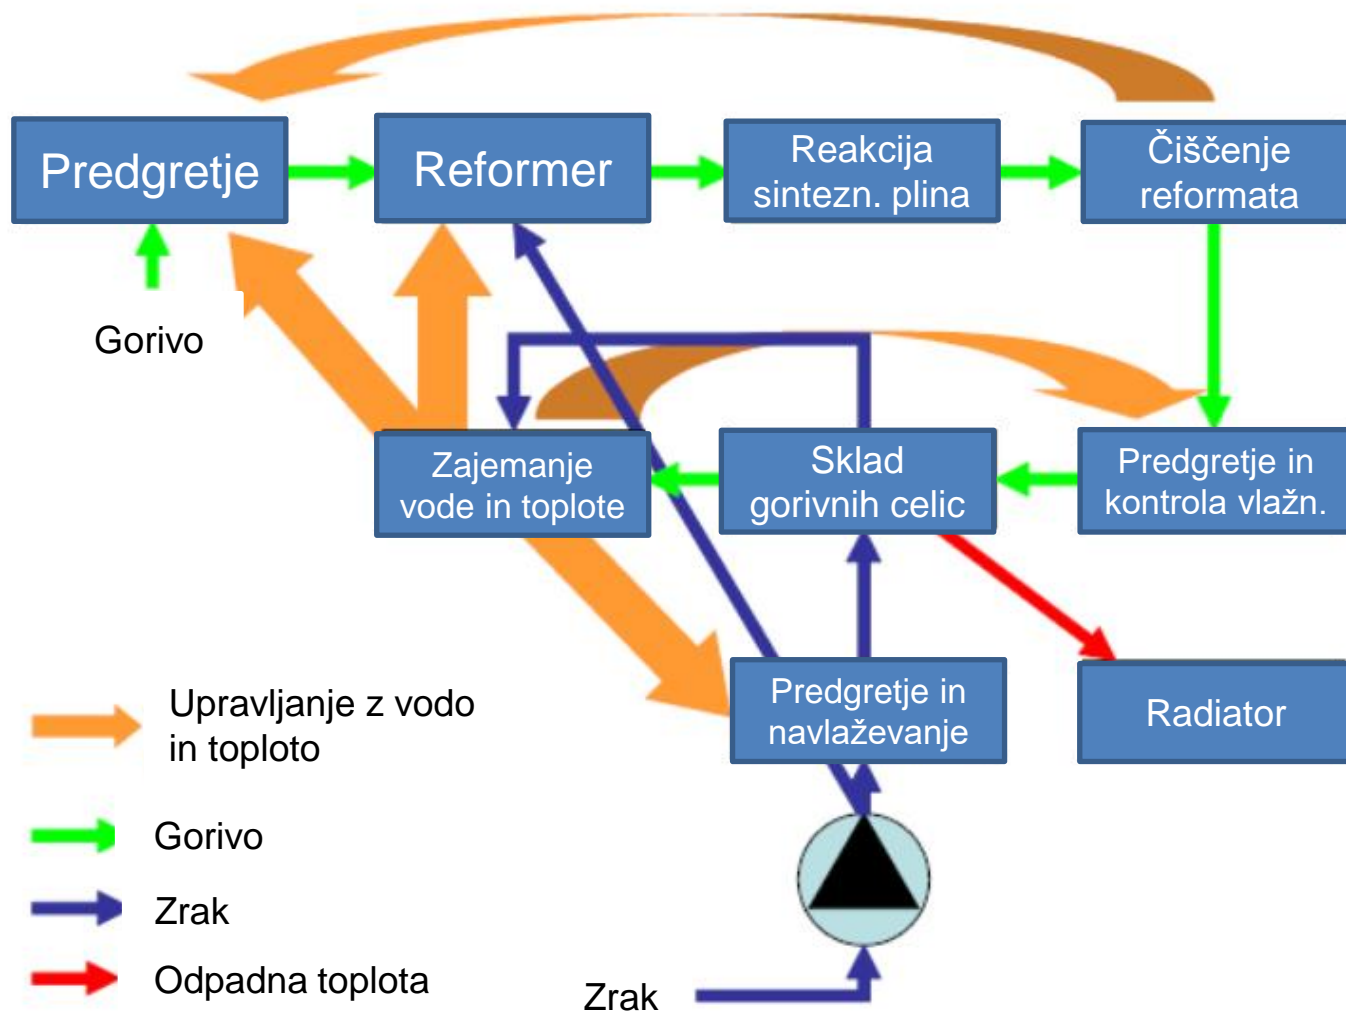 Predgretje
Reformer
Reakcija
sintezn. plina
Čiščenje
reformata
Gorivo
Zajemanje
vode in toplote
Sklad
gorivnih celic
Predgretje in
kontrola vlažn.
Predgretje in
navlaževanje
Radiator
Upravljanje z vodo
in toploto
Gorivo
Zrak
Odpadna toplota
Zrak